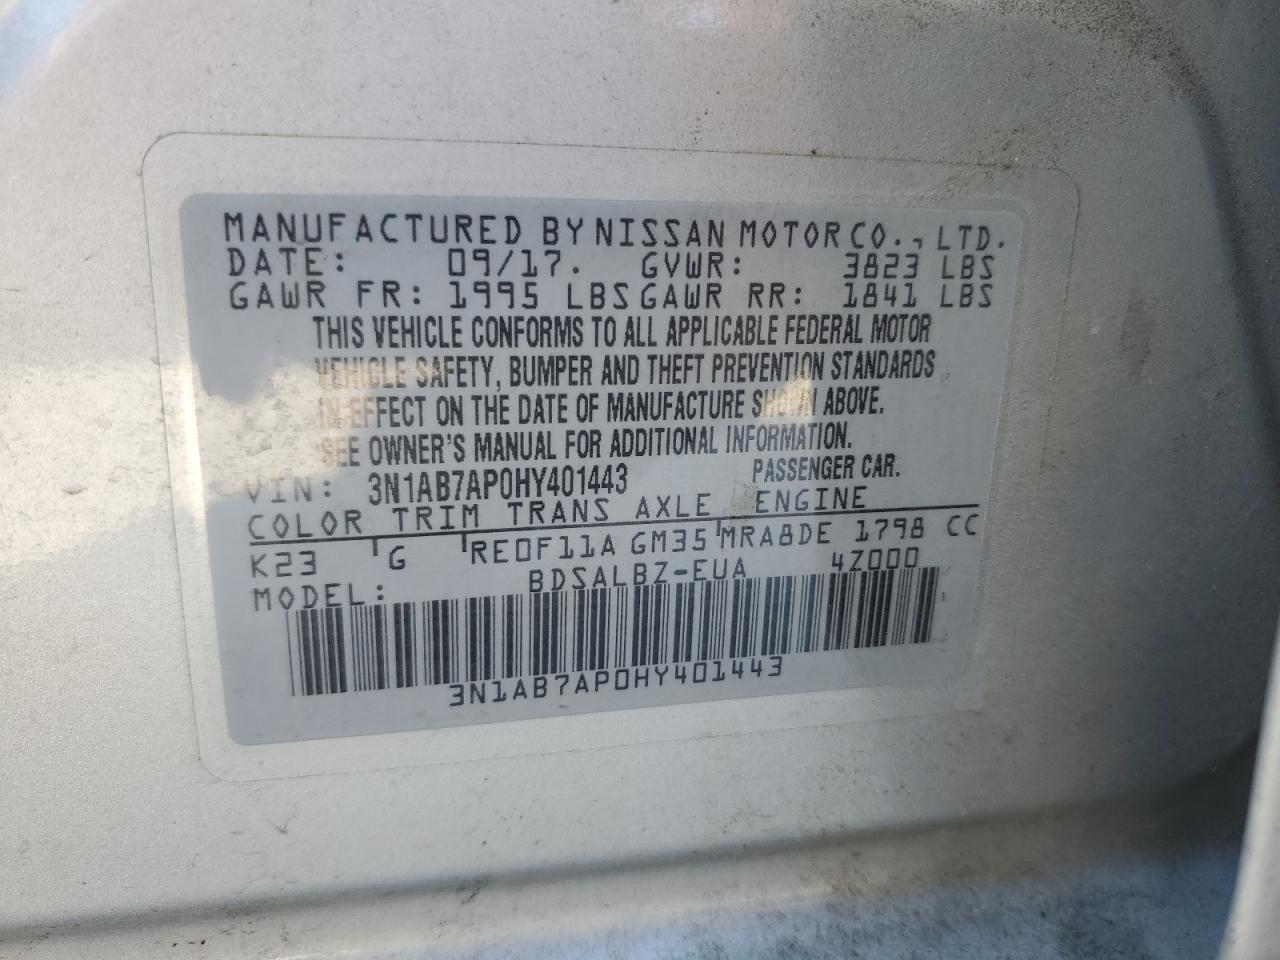 MANUFACTURED BY NISSAN MOTOR CO., LTD.
DATE: 09/17. GVWR: 3823 LBS
GAWR FR: 1995 LBS GAWR RR: 1841 LBS
THIS VEHICLE CONFORMS TO ALL APPLICABLE FEDERAL MOTOR
VEHICLE SAFETY, BUMPER AND THEFT PREVENTION STANDARDS
IN EFFECT ON THE DATE OF MANUFACTURE SHOWN ABOVE.
SEE OWNER'S MANUAL FOR ADDITIONAL INFORMATION.
VIN: 3N1AB7AP0HY401443 PASSENGER CAR.
COLOR TRIM TRANS AXLE ENGINE
K23 G RE0F11A GM35 MRA8DE 1798 CC
MODEL: BDSALBZ-EUA 4Z000
3N1AB7AP0HY401443